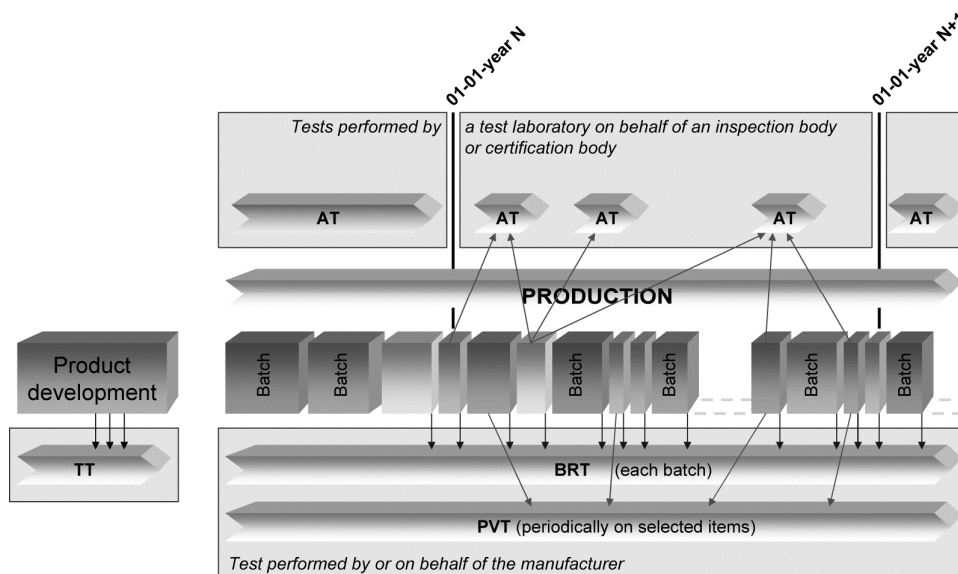 01-01-year N
01-01-year N+1
Tests performed by
a test laboratory on behalf of an inspection body
or certification body
AT
AT
AT
AT
AT
PRODUCTION
Product
development
Batch
Batch
Batch
Batch
Batch
Batch
TT
BRT (each batch)
PVT (periodically on selected items)
Test performed by or on behalf of the manufacturer